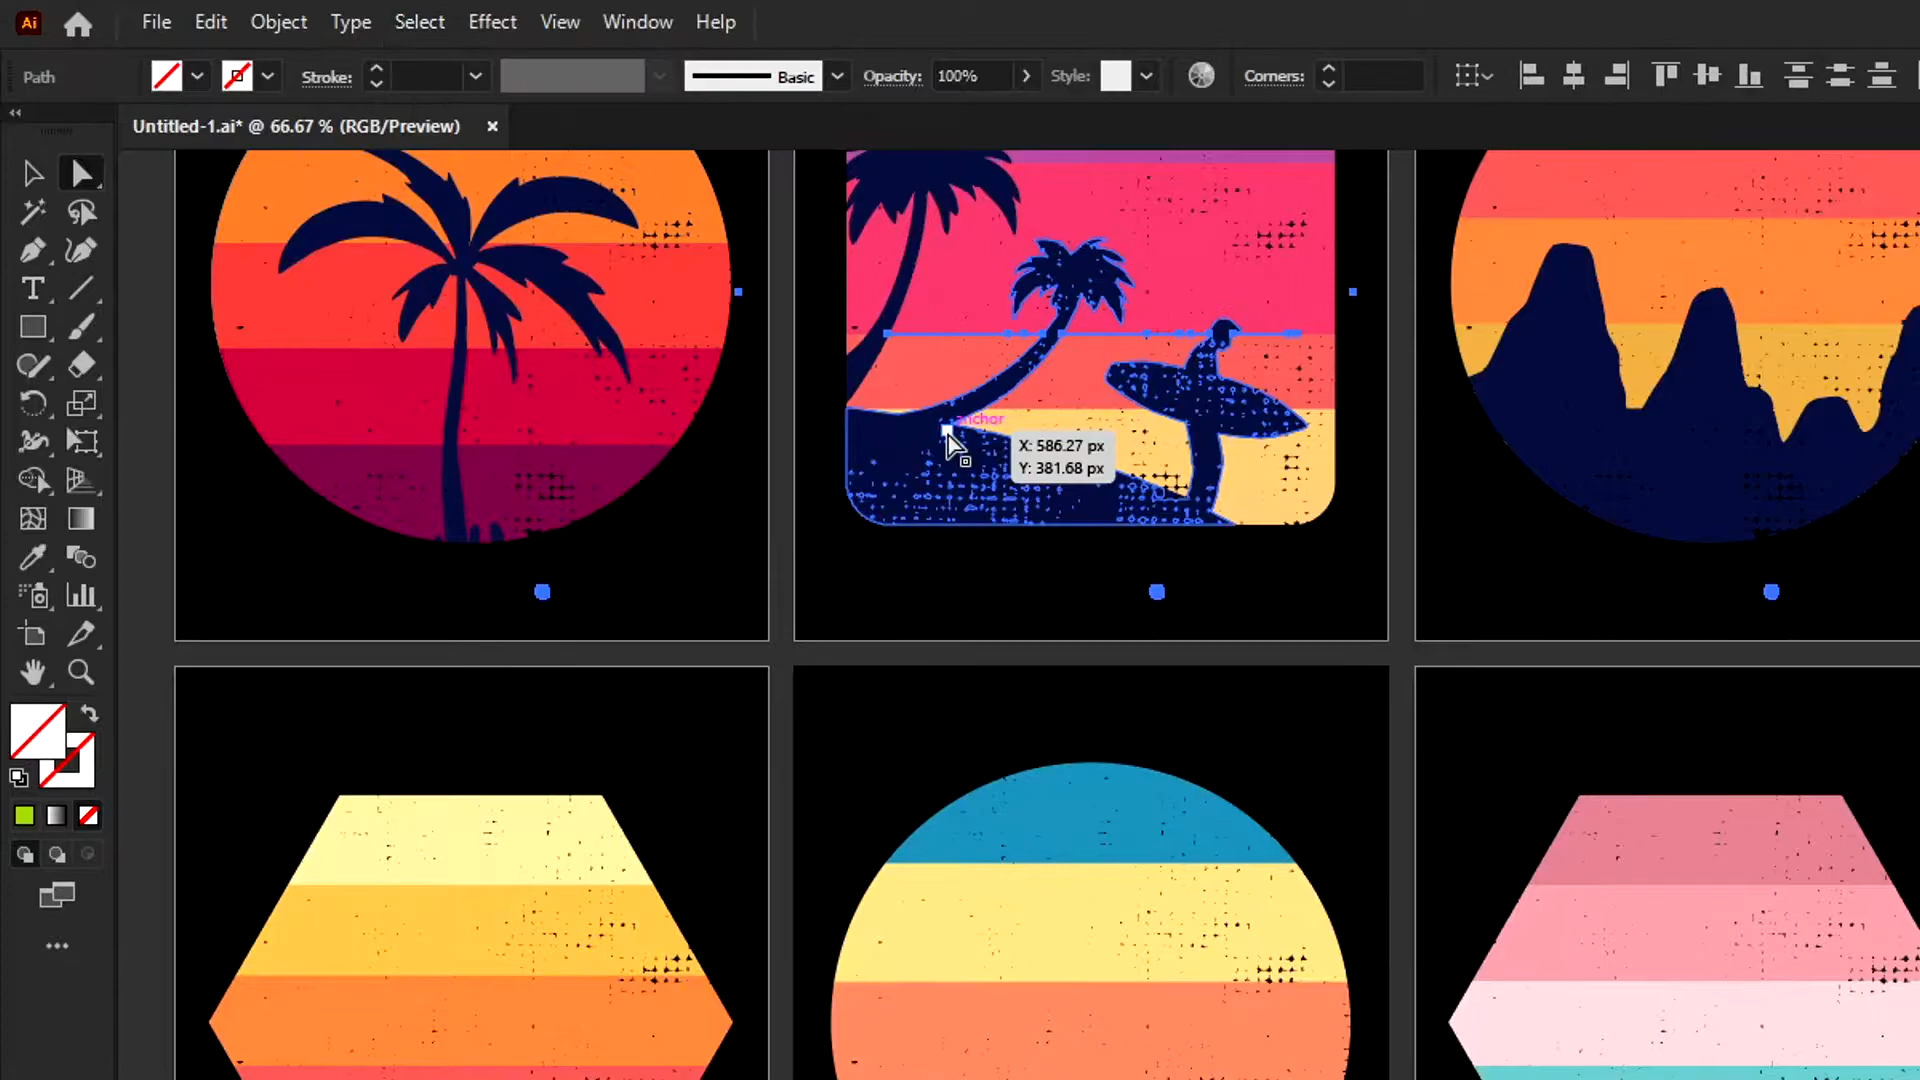 Ai File Edit Object Type Select Effect View Window Help
Path Stroke: Basic Opacity: 100% Style: Corners:
Untitled-1.ai* @ 66.67 % (RGB/Preview) ×
anchor
X: 586.27 px
Y: 381.68 px